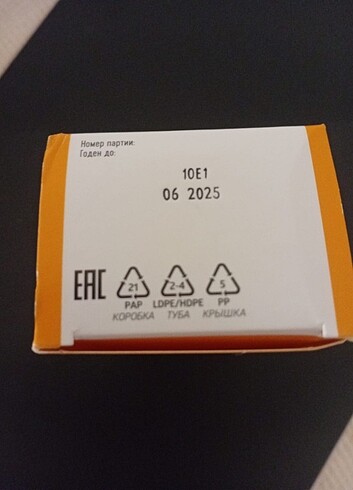 Номер партии:
Годен до:
10E1
06 2025
EAC
21 2-4 5
PAP LDPE/HDPE PP
КОРОБКА ТУБА КРЫШКА